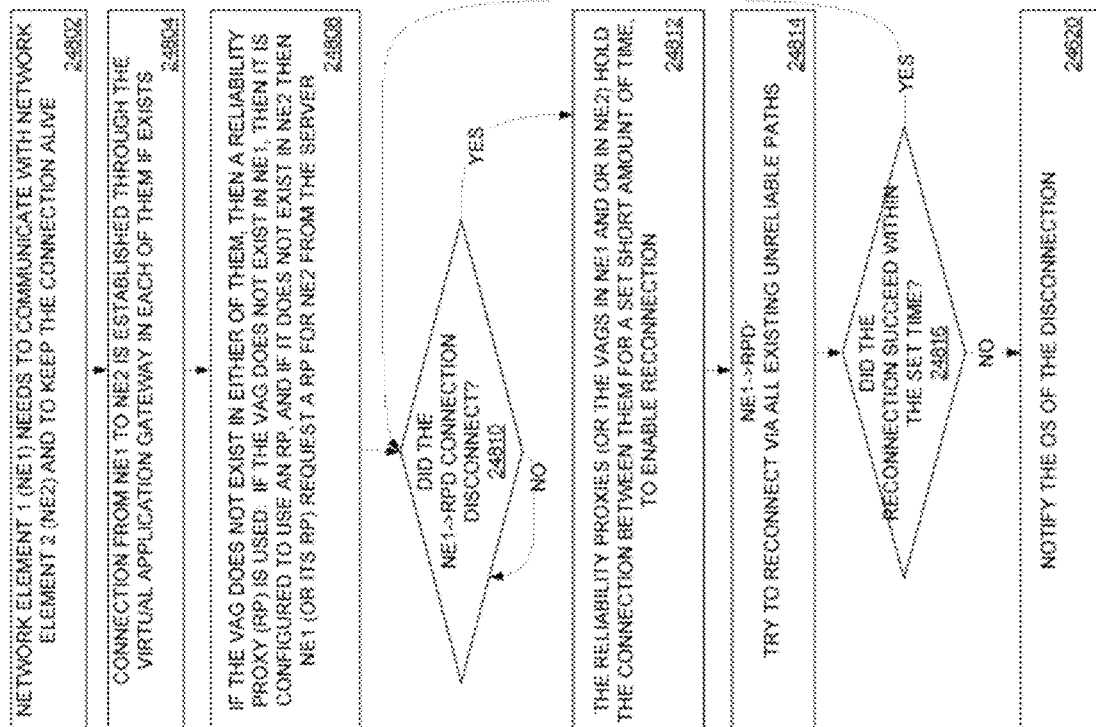 NETWORK ELEMENT 1 (NE1) NEEDS TO COMMUNICATE WITH NETWORK
ELEMENT 2 (NE2) AND TO KEEP THE CONNECTION ALIVE
24802
CONNECTION FROM NE1 TO NE2 IS ESTABLISHED THROUGH THE
VIRTUAL APPLICATION GATEWAY IN EACH OF THEM IF EXISTS
24804
IF THE VAG DOES NOT EXIST IN EITHER OF THEM, THEN A RELIABILITY
PROXY (RP) IS USED. IF THE VAG DOES NOT EXIST IN NE1, THEN IT IS
CONFIGURED TO USE AN RP, AND IF IT DOES NOT EXIST IN NE2 THEN
NE1 (OR ITS RP) REQUEST A RP FOR NE2 FROM THE SERVER
24808
DID THE
NE1->RPD CONNECTION
DISCONNECT?
24810
YES
NO
THE RELIABILITY PROXIES (OR THE VAGS IN NE1 AND OR IN NE2) HOLD
THE CONNECTION BETWEEN THEM FOR A SET SHORT AMOUNT OF TIME,
TO ENABLE RECONNECTION
24812
NE1->RPD:
TRY TO RECONNECT VIA ALL EXISTING UNRELIABLE PATHS
24814
DID THE
RECONNECTION SUCCEED WITHIN
THE SET TIME?
24816
YES
NO
NOTIFY THE OS OF THE DISCONNECTION
24820